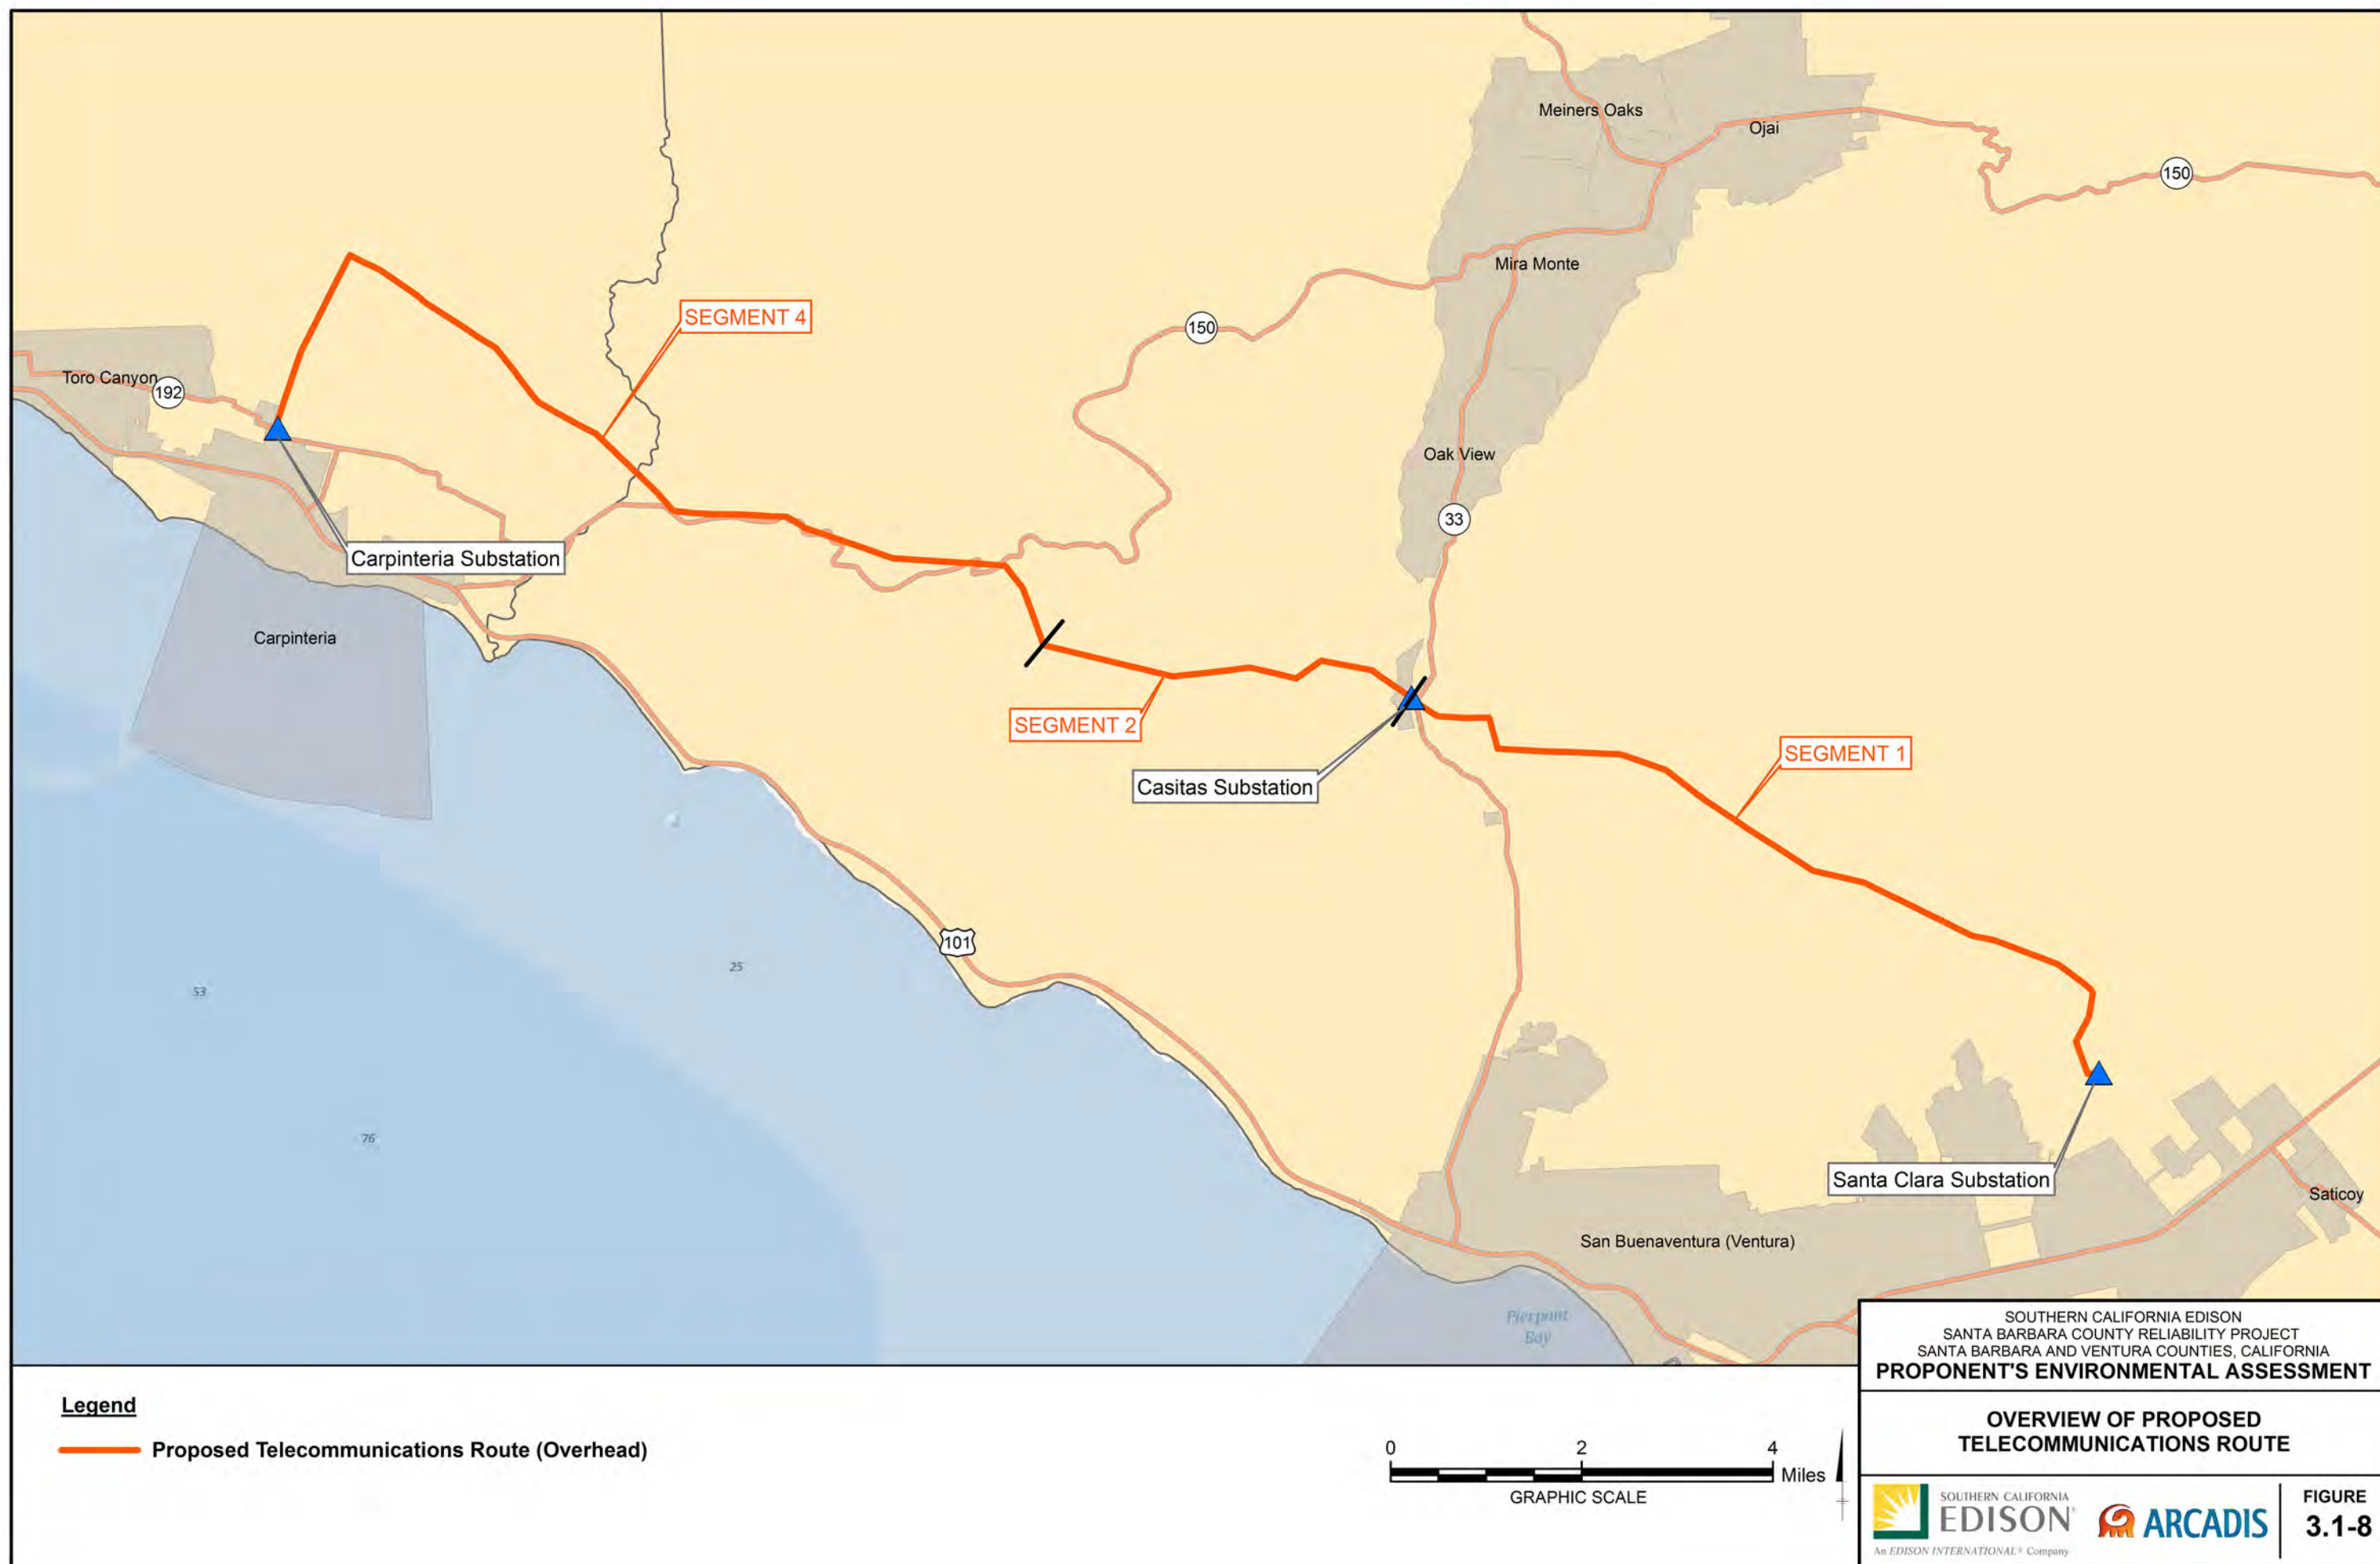 Meiners Oaks
Ojai
150
Mira Monte
SEGMENT 4
150
Toro Canyon
192
Oak View
33
Carpinteria Substation
Carpinteria
SEGMENT 2
SEGMENT 1
Casitas Substation
101
25
53
76
Santa Clara Substation
Saticoy
San Buenaventura (Ventura)
Pierpont
Bay
SOUTHERN CALIFORNIA EDISON
SANTA BARBARA COUNTY RELIABILITY PROJECT
SANTA BARBARA AND VENTURA COUNTIES, CALIFORNIA
PROPONENT'S ENVIRONMENTAL ASSESSMENT
Legend
Proposed Telecommunications Route (Overhead)
0 2 4
Miles
GRAPHIC SCALE
OVERVIEW OF PROPOSED
TELECOMMUNICATIONS ROUTE
SOUTHERN CALIFORNIA
EDISON®
An EDISON INTERNATIONAL® Company
ARCADIS
FIGURE
3.1-8